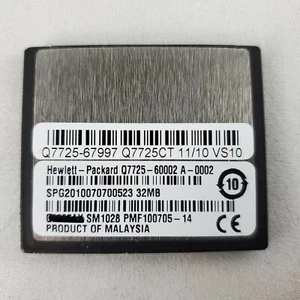 Q7725-67997 Q7725CT 11/10 VS10
Hewlett-Packard Q7725-60002 A-0002
SPG2010070700523 32MB
SM1028 PMF100705-14
PRODUCT OF MALAYSIA
10